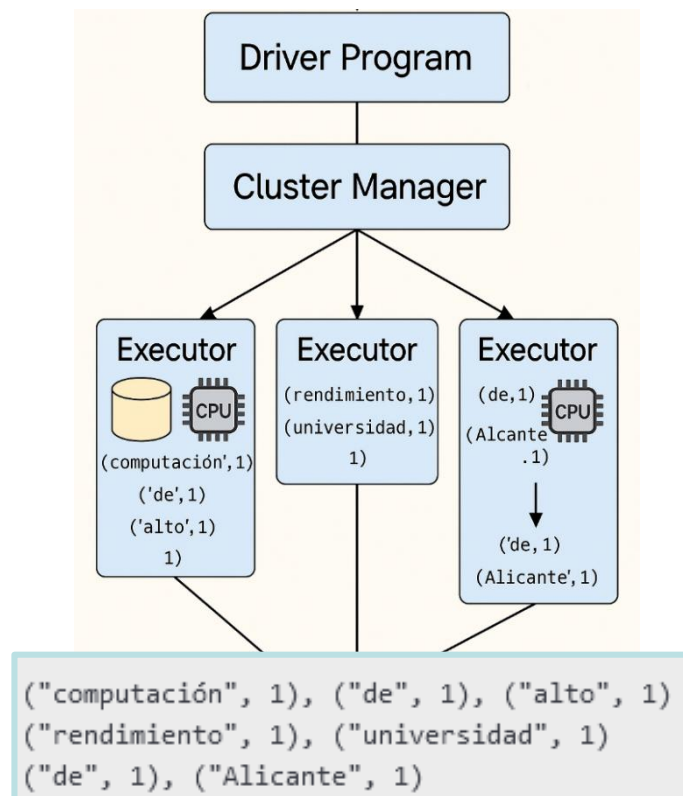 Driver Program
Cluster Manager
Executor
CPU
(computación',1)
('de',1)
('alto',1)
1)
Executor
(rendimiento,1)
(universidad,1)
1)
Executor
(de,1)
CPU
(Alcante
.1)
('de,1)
(Alicante',1)
("computación", 1), ("de", 1), ("alto", 1)
("rendimiento", 1), ("universidad", 1)
("de", 1), ("Alicante", 1)